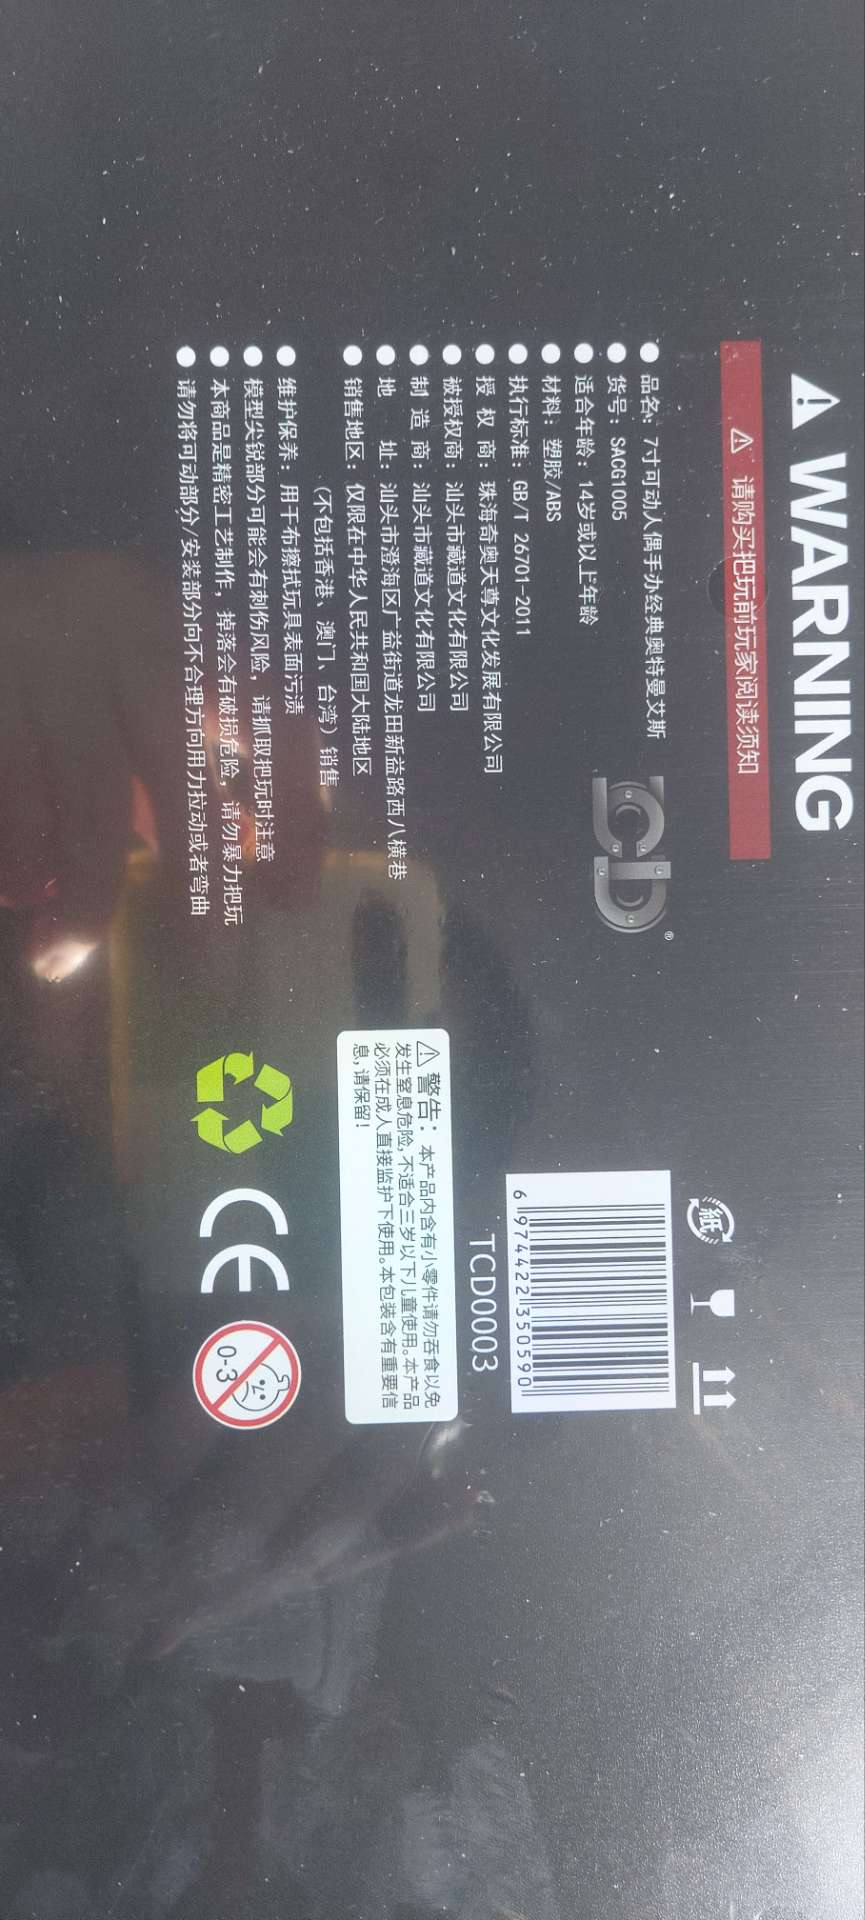 WARNING
请购买把玩前玩家阅读须知
品名：7寸可动人偶手办经典奥特曼艾斯
货号：SACG1005
适合年龄：14岁或以上年龄
材料：塑胶/ABS
执行标准：GB/T 26701-2011
授 权 商：珠海奇奥天尊文化发展有限公司
被授权商：汕头市藏道文化有限公司
制 造 商：汕头市藏道文化有限公司
地 址：汕头市澄海区广益街道龙田新益路西八横巷
销售地区：仅限在中华人民共和国大陆地区
(不包括香港、澳门、台湾) 销售
维护保养：用干布擦拭玩具表面污渍
模型尖锐部分可能会有刺伤风险，请抓取把玩时注意
本商品是精密工艺制作，掉落会有破损危险，请勿暴力把玩
请勿将可动部分/安装部分向不合理方向用力拉动或者弯曲
CD
®
紙
6 974422 350590
TCD0003
警告：本产品内含有小零件请勿吞食以免
发生窒息危险，不适合三岁以下儿童使用。本产品
必须在成人直接监护下使用。本包装含有重要信
息，请保留！
CE
0-3